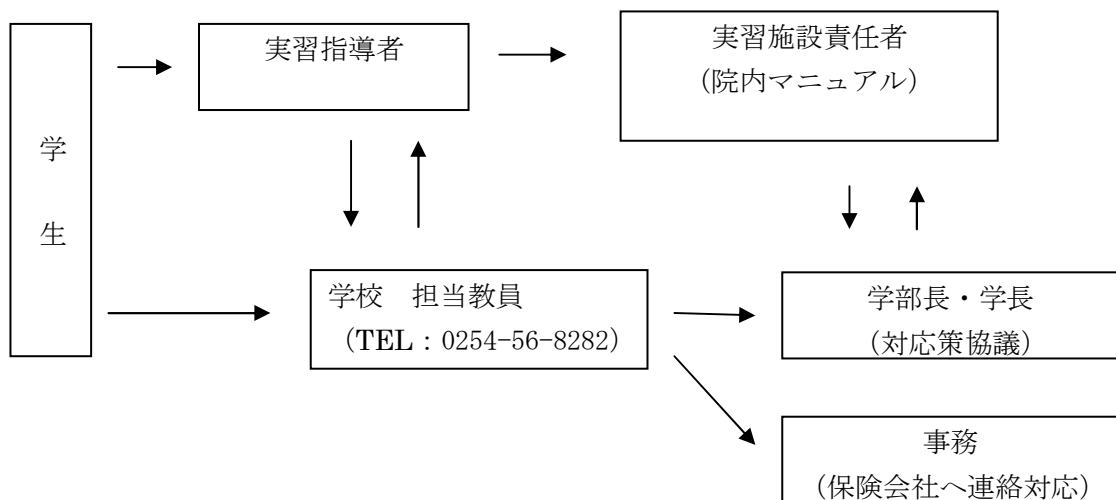 学生
実習指導者
実習施設責任者
(院内マニュアル)
学校　担当教員
（TEL：0254-56-8282）
学部長・学長
（対応策協議）
事務
（保険会社へ連絡対応）